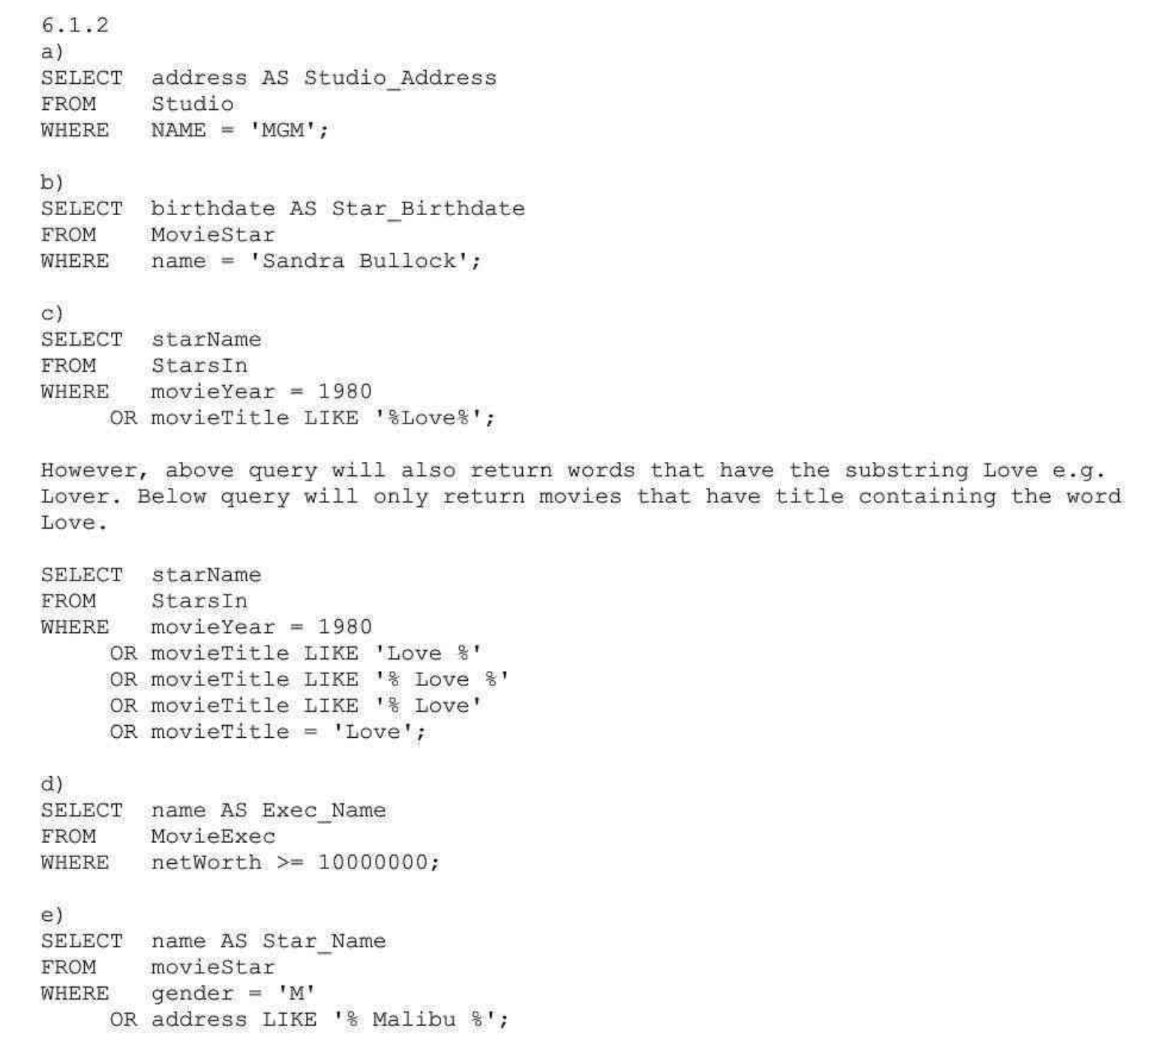 6.1.2
a)
SELECT address AS Studio_Address
FROM Studio
WHERE NAME = 'MGM';
b)
SELECT birthdate AS Star_Birthdate
FROM MovieStar
WHERE name = 'Sandra Bullock';
c)
SELECT starName
FROM StarsIn
WHERE movieYear = 1980
OR movieTitle LIKE '%Love%';
However, above query will also return words that have the substring Love e.g.
Lover. Below query will only return movies that have title containing the word
Love.
SELECT starName
FROM StarsIn
WHERE movieYear = 1980
OR movieTitle LIKE 'Love %'
OR movieTitle LIKE '% Love %'
OR movieTitle LIKE '% Love'
OR movieTitle = 'Love';
d)
SELECT name AS Exec_Name
FROM MovieExec
WHERE netWorth >= 10000000;
e)
SELECT name AS Star_Name
FROM movieStar
WHERE gender = 'M'
OR address LIKE '% Malibu %';